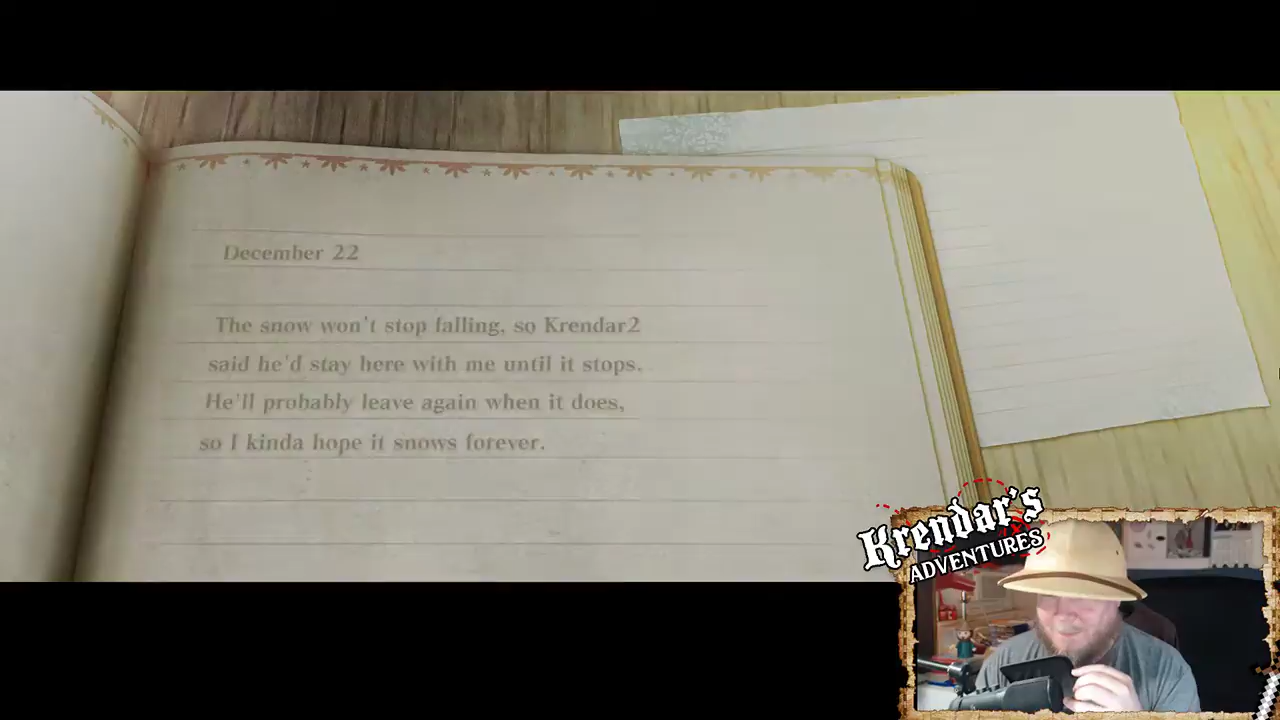 December 22
The snow won't stop falling, so Krendar2
said he'd stay here with me until it stops.
He'll probably leave again when it does,
so I kinda hope it snows forever.
Krendar's
ADVENTURES